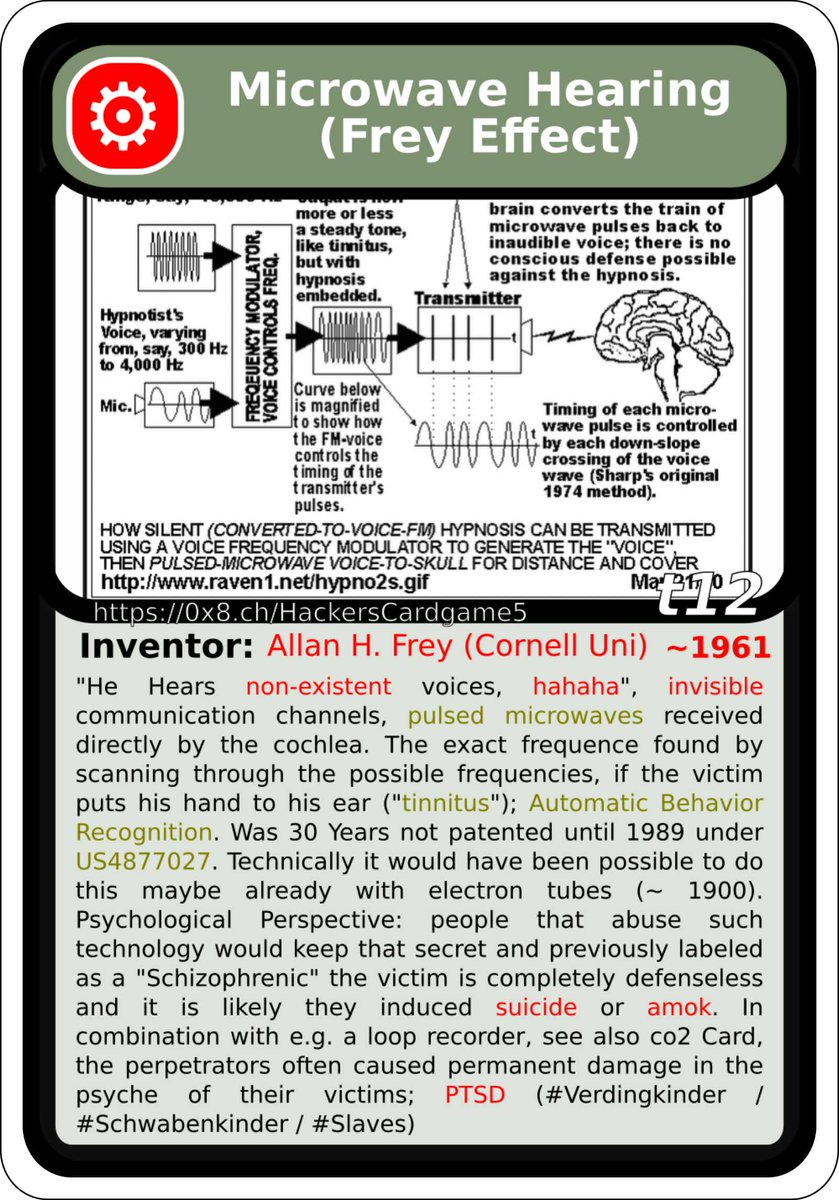 Microwave Hearing
(Frey Effect)
more or less
a steady tone,
like tinnitus,
but with
hypnosis
embedded.
brain converts the train of
microwave pulses back to
inaudible voice; there is no
conscious defense possible
against the hypnosis.
FREQEUENCY MODULATOR,
VOICE CONTROLS FREQ.
Transmitter
t
Hypnotist's
Voice, varying
from, say, 300 Hz
to 4,000 Hz
Mic.
Curve below
is magnified
to show how
the FM-voice
controls the
timing of the
transmitter's
pulses.
t
Timing of each micro-
wave pulse is controlled
by each down-slope
crossing of the voice
wave (Sharp's original
1974 method).
HOW SILENT (CONVERTED-TO-VOICE-FM) HYPNOSIS CAN BE TRANSMITTED
USING A VOICE FREQUENCY MODULATOR TO GENERATE THE "VOICE",
THEN PULSED-MICROWAVE VOICE-TO-SKULL FOR DISTANCE AND COVER
http://www.raven1.net/hypno2s.gif
t12
https://0x8.ch/HackersCardgame5
Inventor: Allan H. Frey (Cornell Uni) ~1961
"He Hears non-existent voices, hahaha", invisible
communication channels, pulsed microwaves received
directly by the cochlea. The exact frequence found by
scanning through the possible frequencies, if the victim
puts his hand to his ear ("tinnitus"); Automatic Behavior
Recognition. Was 30 Years not patented until 1989 under
US4877027. Technically it would have been possible to do
this maybe already with electron tubes (~ 1900).
Psychological Perspective: people that abuse such
technology would keep that secret and previously labeled
as a "Schizophrenic" the victim is completely defenseless
and it is likely they induced suicide or amok. In
combination with e.g. a loop recorder, see also co2 Card,
the perpetrators often caused permanent damage in the
psyche of their victims; PTSD (#Verdingkinder /
#Schwabenkinder / #Slaves)